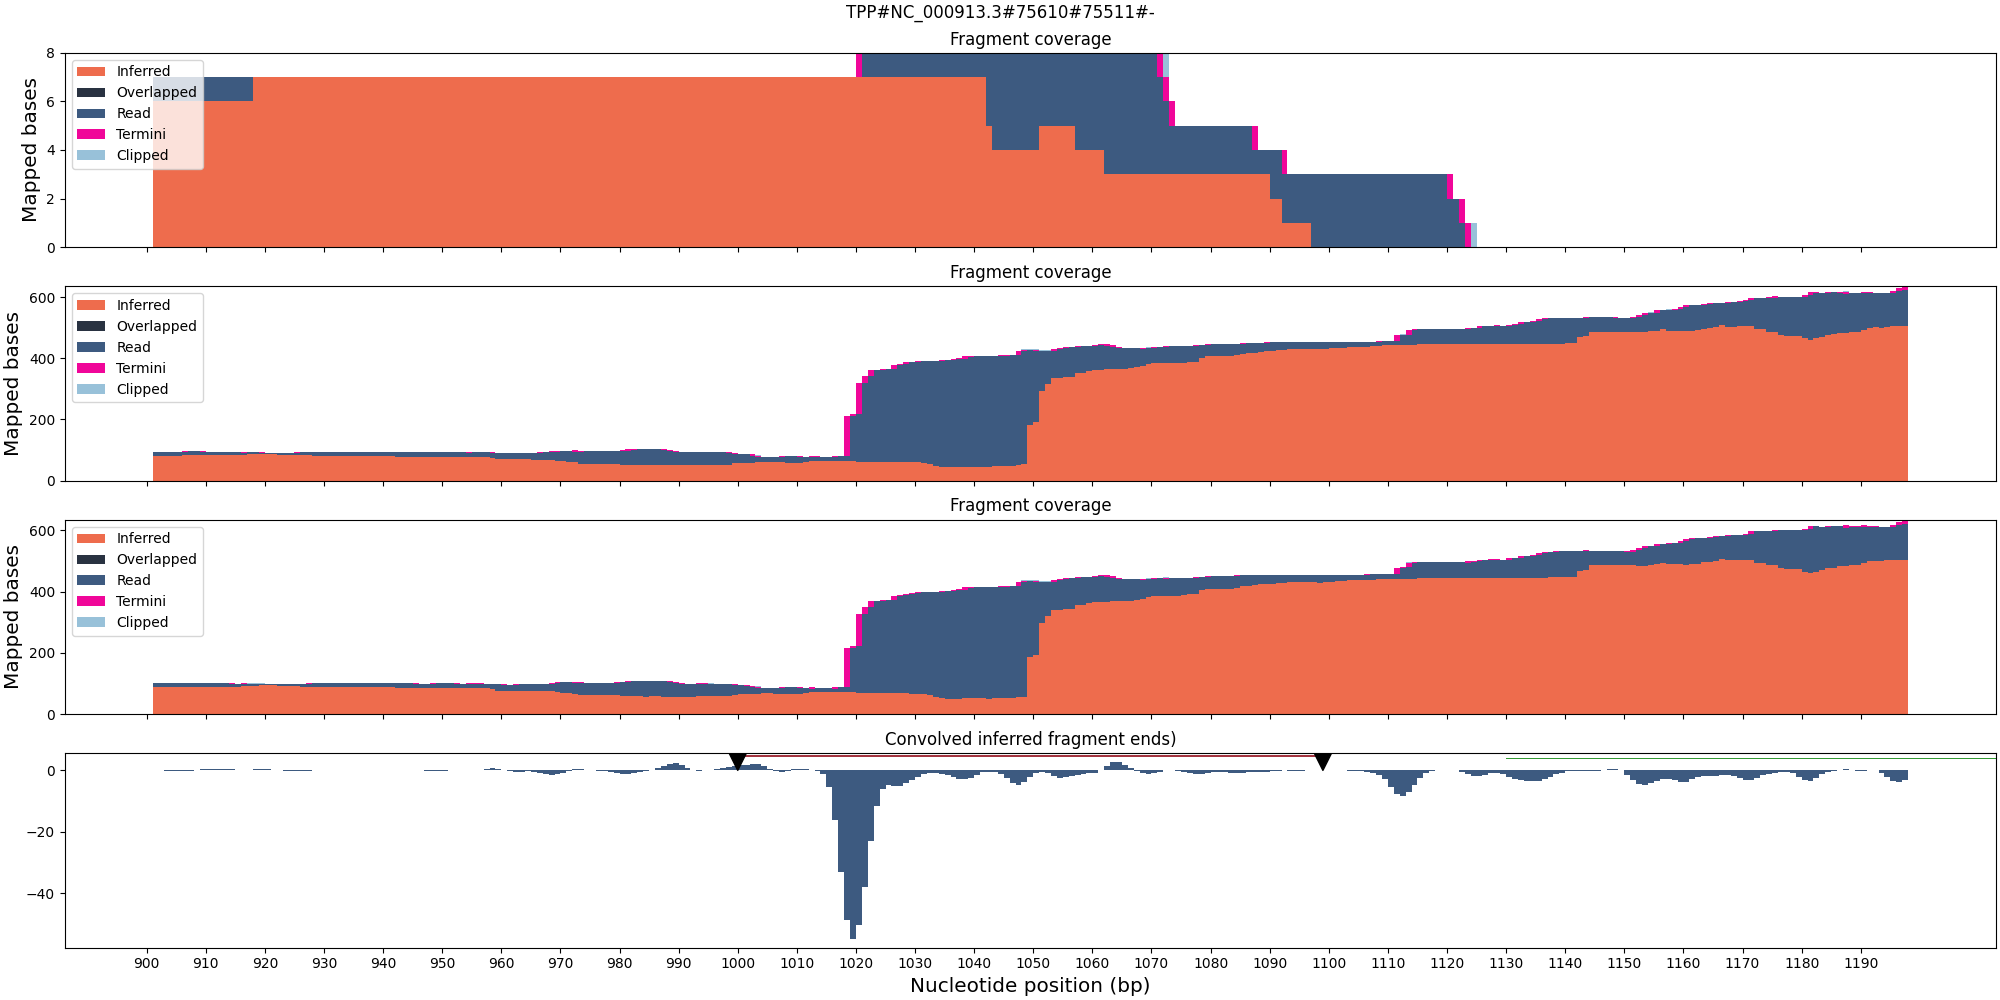 TPP#NC_000913.3#75610#75511#-
Fragment coverage
Mapped bases
8
6
4
2
0
Inferred
Overlapped
Read
Termini
Clipped
Fragment coverage
Mapped bases
600
400
200
0
Inferred
Overlapped
Read
Termini
Clipped
Fragment coverage
Mapped bases
600
400
200
0
Inferred
Overlapped
Read
Termini
Clipped
Convolved inferred fragment ends)
0
−20
−40
900 910 920 930 940 950 960 970 980 990 1000 1010 1020 1030 1040 1050 1060 1070 1080 1090 1100 1110 1120 1130 1140 1150 1160 1170 1180 1190
Nucleotide position (bp)